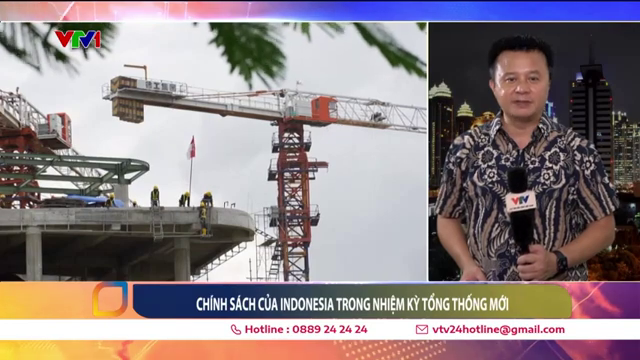 VTV1
VTV
CHÍNH SÁCH CỦA INDONESIA TRONG NHIỆM KỲ TỔNG THỐNG MỚI
Hotline : 0889 24 24 24
vtv24hotline@gmail.com